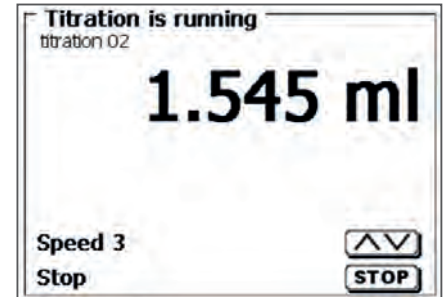 Titration is running
titration 02
1.545 ml
Speed 3
Stop STOP